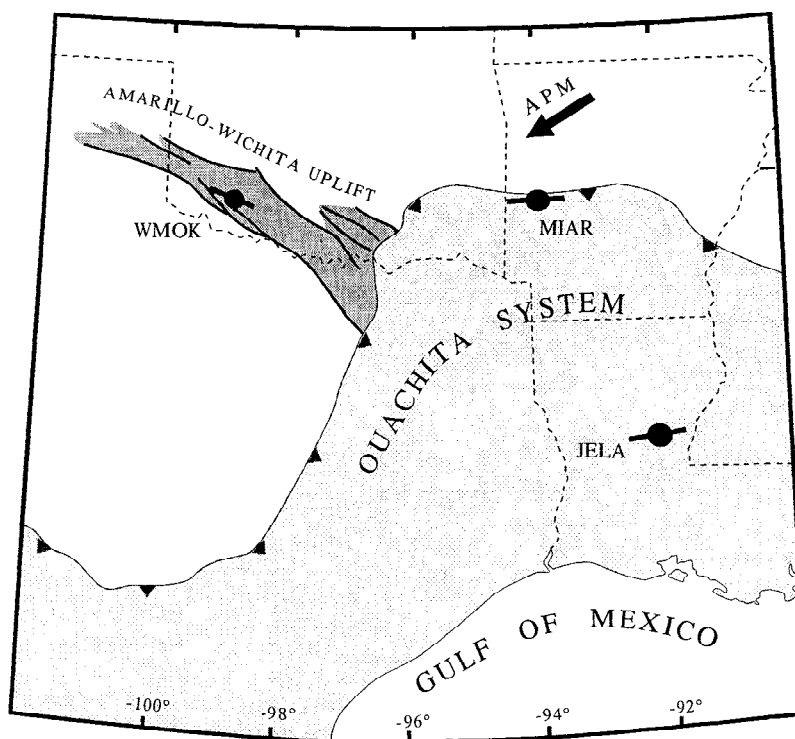 APM
AMARILLO-WICHITA UPLIFT
WMOK
MIAR
OUACHITA SYSTEM
JELA
GULF OF MEXICO
-100° -98° -96° -94° -92°